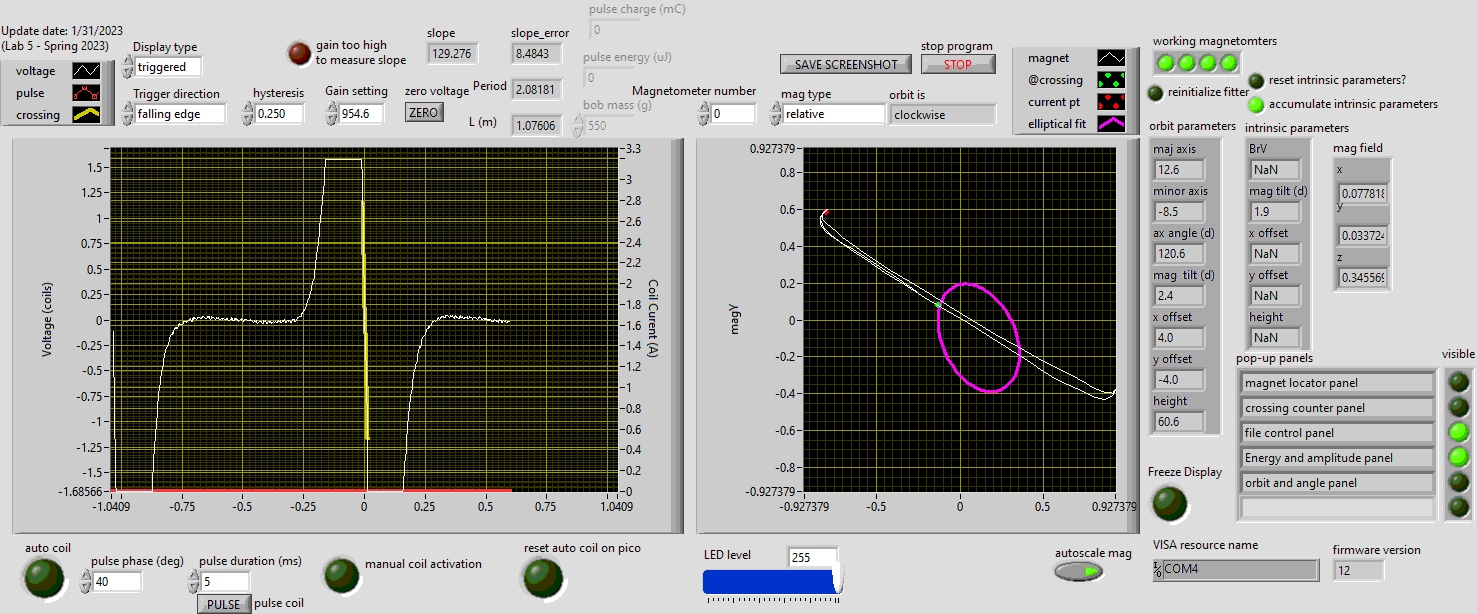 Update date: 1/31/2023
(Lab 5 - Spring 2023)
voltage
pulse
crossing
Display type
triggered
Trigger direction
falling edge
gain too high
to measure slope
hysteresis
0.250
Gain setting
954.6
zero voltage
ZERO
slope
129.276
slope_error
8.4843
Period
2.08181
L (m)
1.07606
pulse charge (mC)
0
pulse energy (uJ)
0
bob mass (g)
550
Magnetometer number
0
SAVE SCREENSHOT
stop program
STOP
mag type
relative
orbit is
clockwise
magnet
@crossing
current pt
elliptical fit
working magnetomters
reset intrinsic parameters?
reinitialize fitter
accumulate intrinsic parameters
orbit parameters
maj axis
12.6
minor axis
-8.5
ax angle (d)
120.6
mag tilt (d)
2.4
x offset
4.0
y offset
-4.0
height
60.6
intrinsic parameters
BrV
NaN
mag tilt (d)
1.9
x offset
NaN
y offset
NaN
height
NaN
mag field
x
0.077818
y
0.033724
z
0.345569
Voltage (coils)
1.5-
1.25-
1-
0.75-
0.5-
0.25-
0-
-0.25-
-0.5-
-0.75-
-1-
-1.25-
-1.5-
-1.68566-
-3.3
-3
-2.8
-2.6
-2.4
-2.2
-2
-1.8
-1.6
-1.4
-1.2
-1
-0.8
-0.6
-0.4
-0.2
-0
Coil Curent (A)
-1.0409
-0.75
-0.5
-0.25
0
0.25
0.5
0.75
1.0409
magy
0.927379-
0.8-
0.6-
0.4-
0.2-
0-
-0.2-
-0.4-
-0.6-
-0.8-
-0.927379-
-0.927379
-0.5
0
0.5
0.927379
pop-up panels
visible
magnet locator panel
crossing counter panel
file control panel
Energy and amplitude panel
orbit and angle panel
Freeze Display
auto coil
pulse phase (deg)
40
pulse duration (ms)
5
PULSE
pulse coil
manual coil activation
reset auto coil on pico
LED level
255
autoscale mag
VISA resource name
COM4
firmware version
12